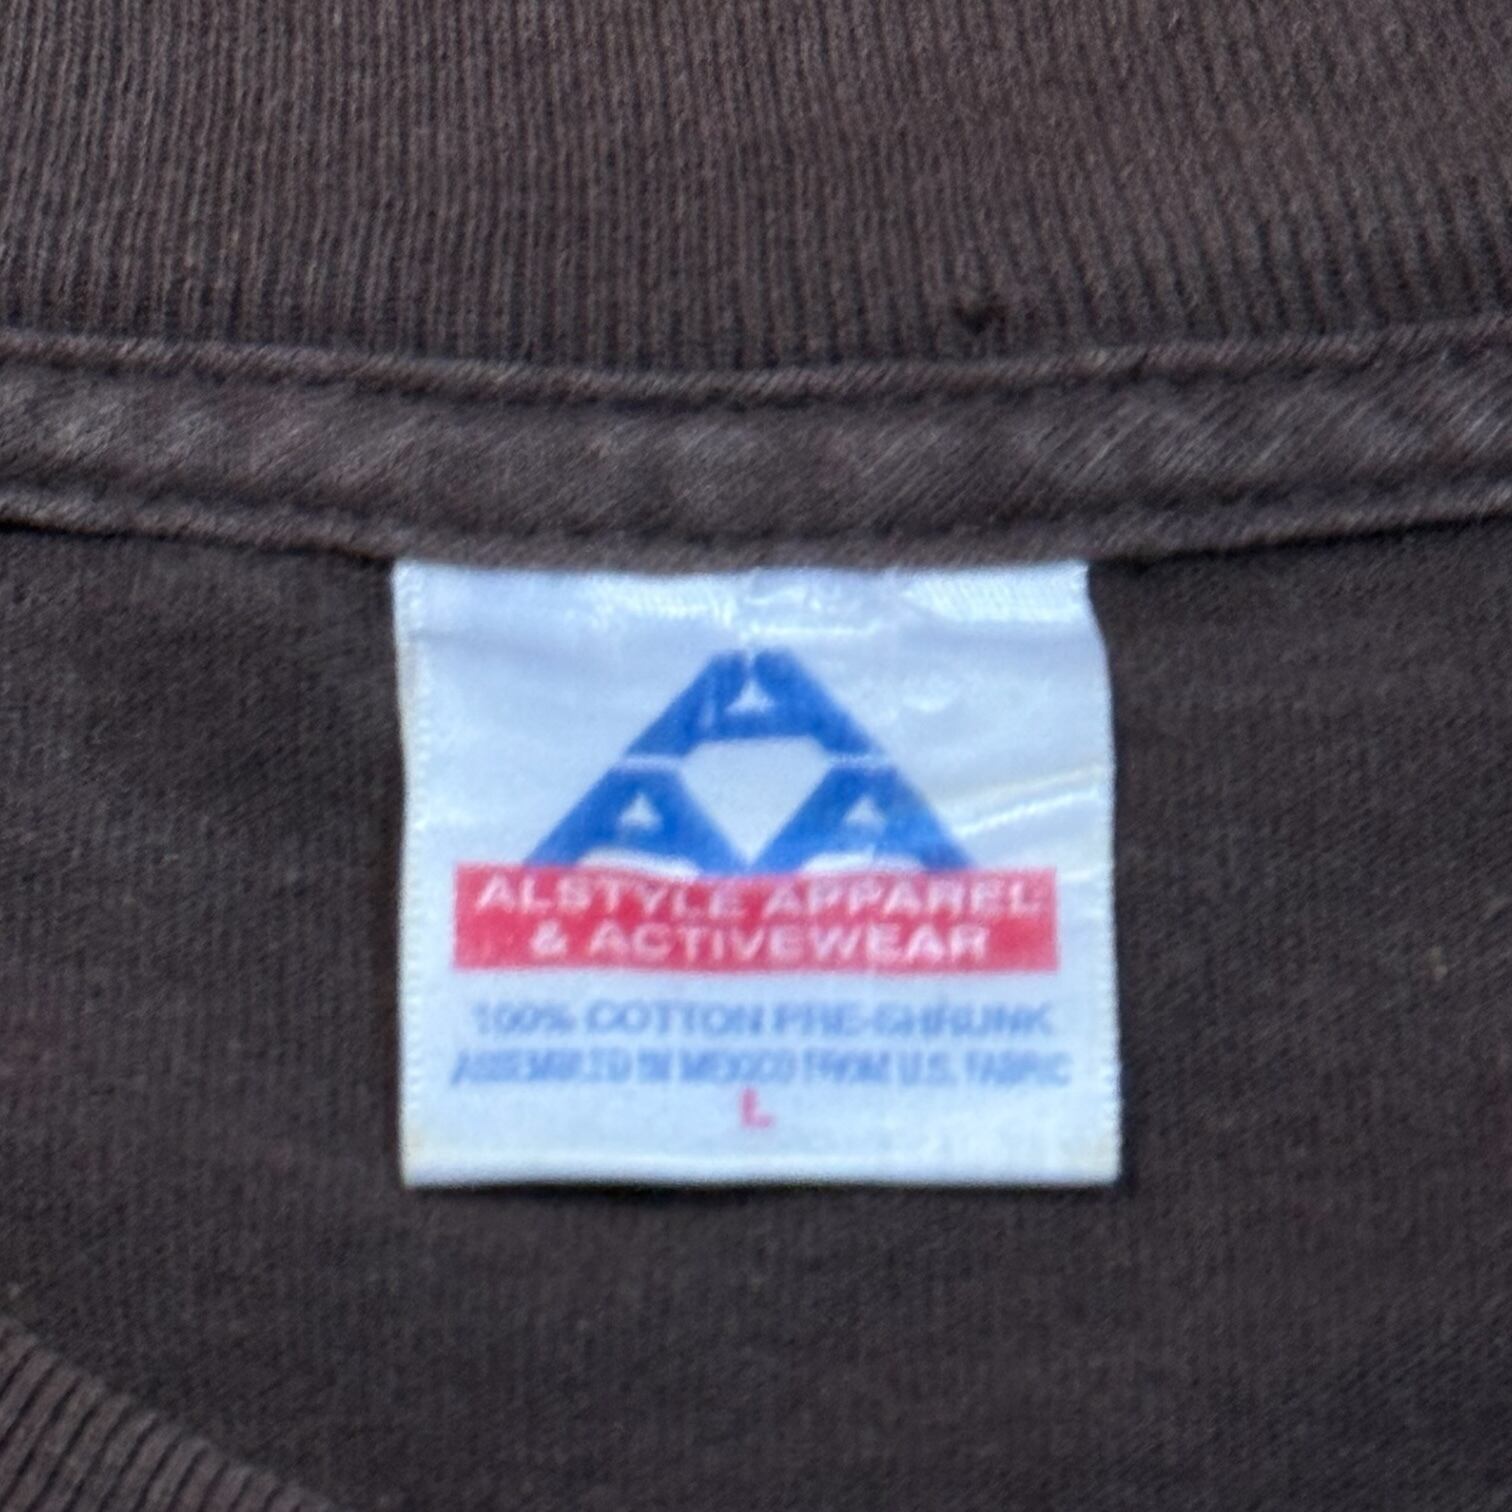 ALSTYLE APPAREL
& ACTIVEWEAR
100% COTTON PRE-SHRUNK
ASSEMBLED IN MEXICO FROM U.S. FABRIC
L